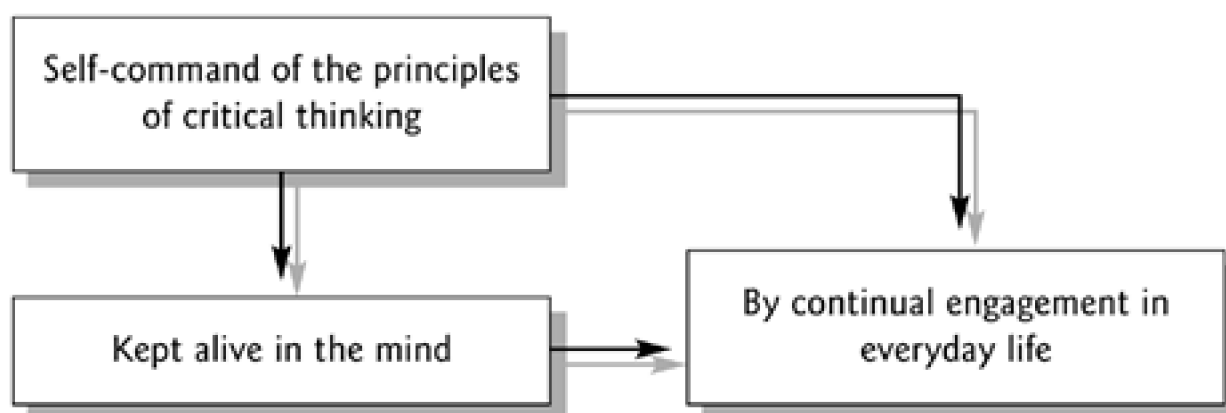 Self-command of the principles
of critical thinking
Kept alive in the mind
By continual engagement in
everyday life